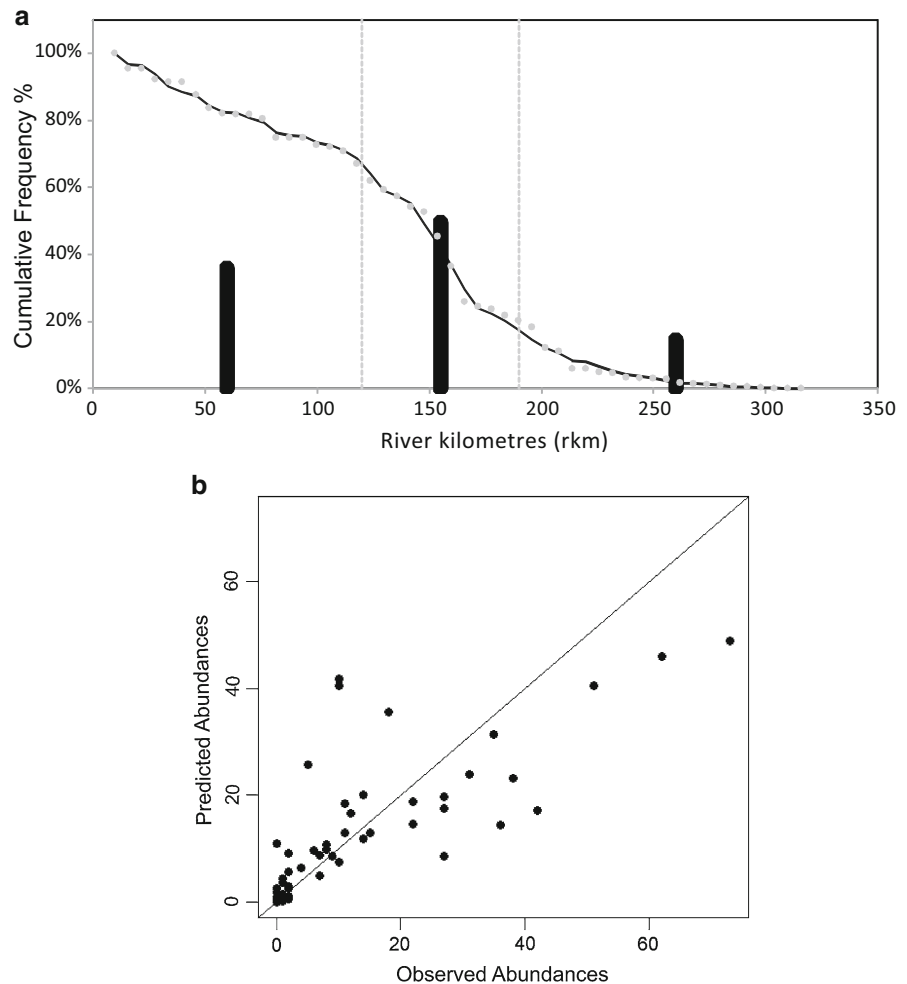 a
Cumulative Frequency %
100%
80%
60%
40%
20%
0%
0 50 100 150 200 250 300 350
River kilometres (rkm)
b
Predicted Abundances
60
40
20
0
0 20 40 60
Observed Abundances